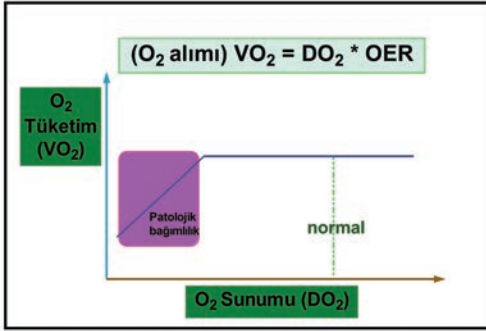 (O₂ alımı) VO₂ = DO₂ * OER
O₂
Tüketim
(VO₂)
Patolojik
bağımlılık
normal
O₂ Sunumu (DO₂)